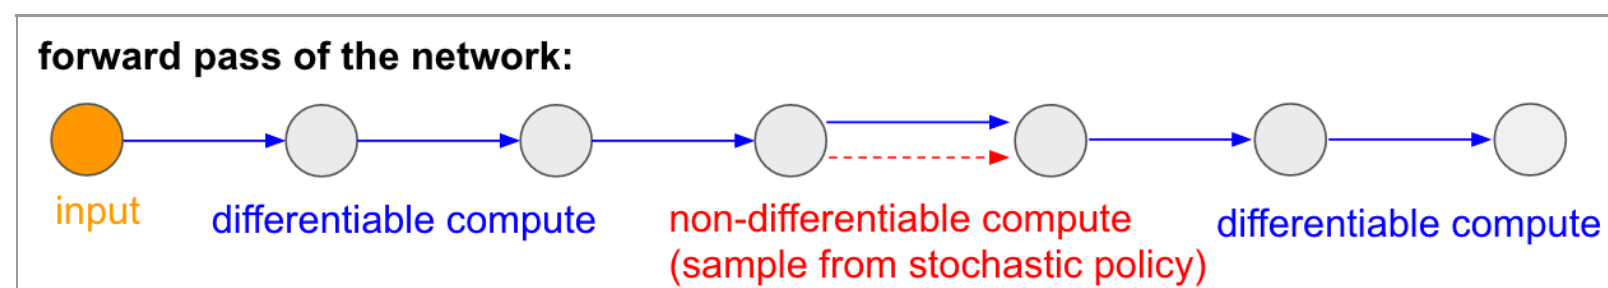 forward pass of the network:
input
differentiable compute
non-differentiable compute
(sample from stochastic policy)
differentiable compute